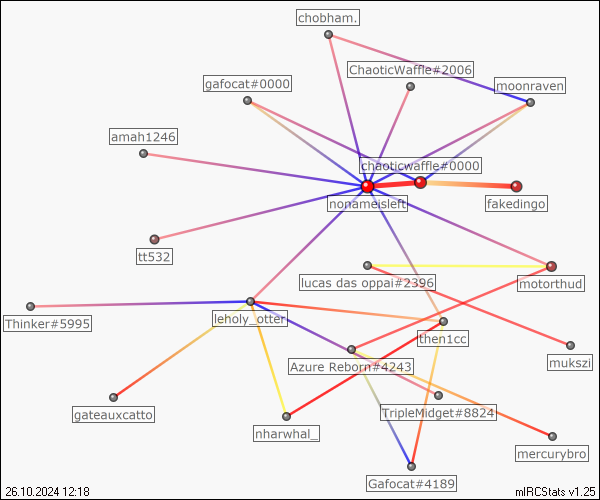 chobham.
ChaoticWaffle#2006
gafocat#0000
moonraven
amah1246
chaoticwaffle#0000
nonameisleft
fakedingo
tt532
lucas das oppai#2396
motorthud
Thinker#5995
leholy_otter
then1cc
Azure Reborn#4243
mukszi
gateauxcatto
TripleMidget#8824
nharwhal_
mercurybro
Gafocat#4189
26.10.2024 12:18
mIRCStats v1.25